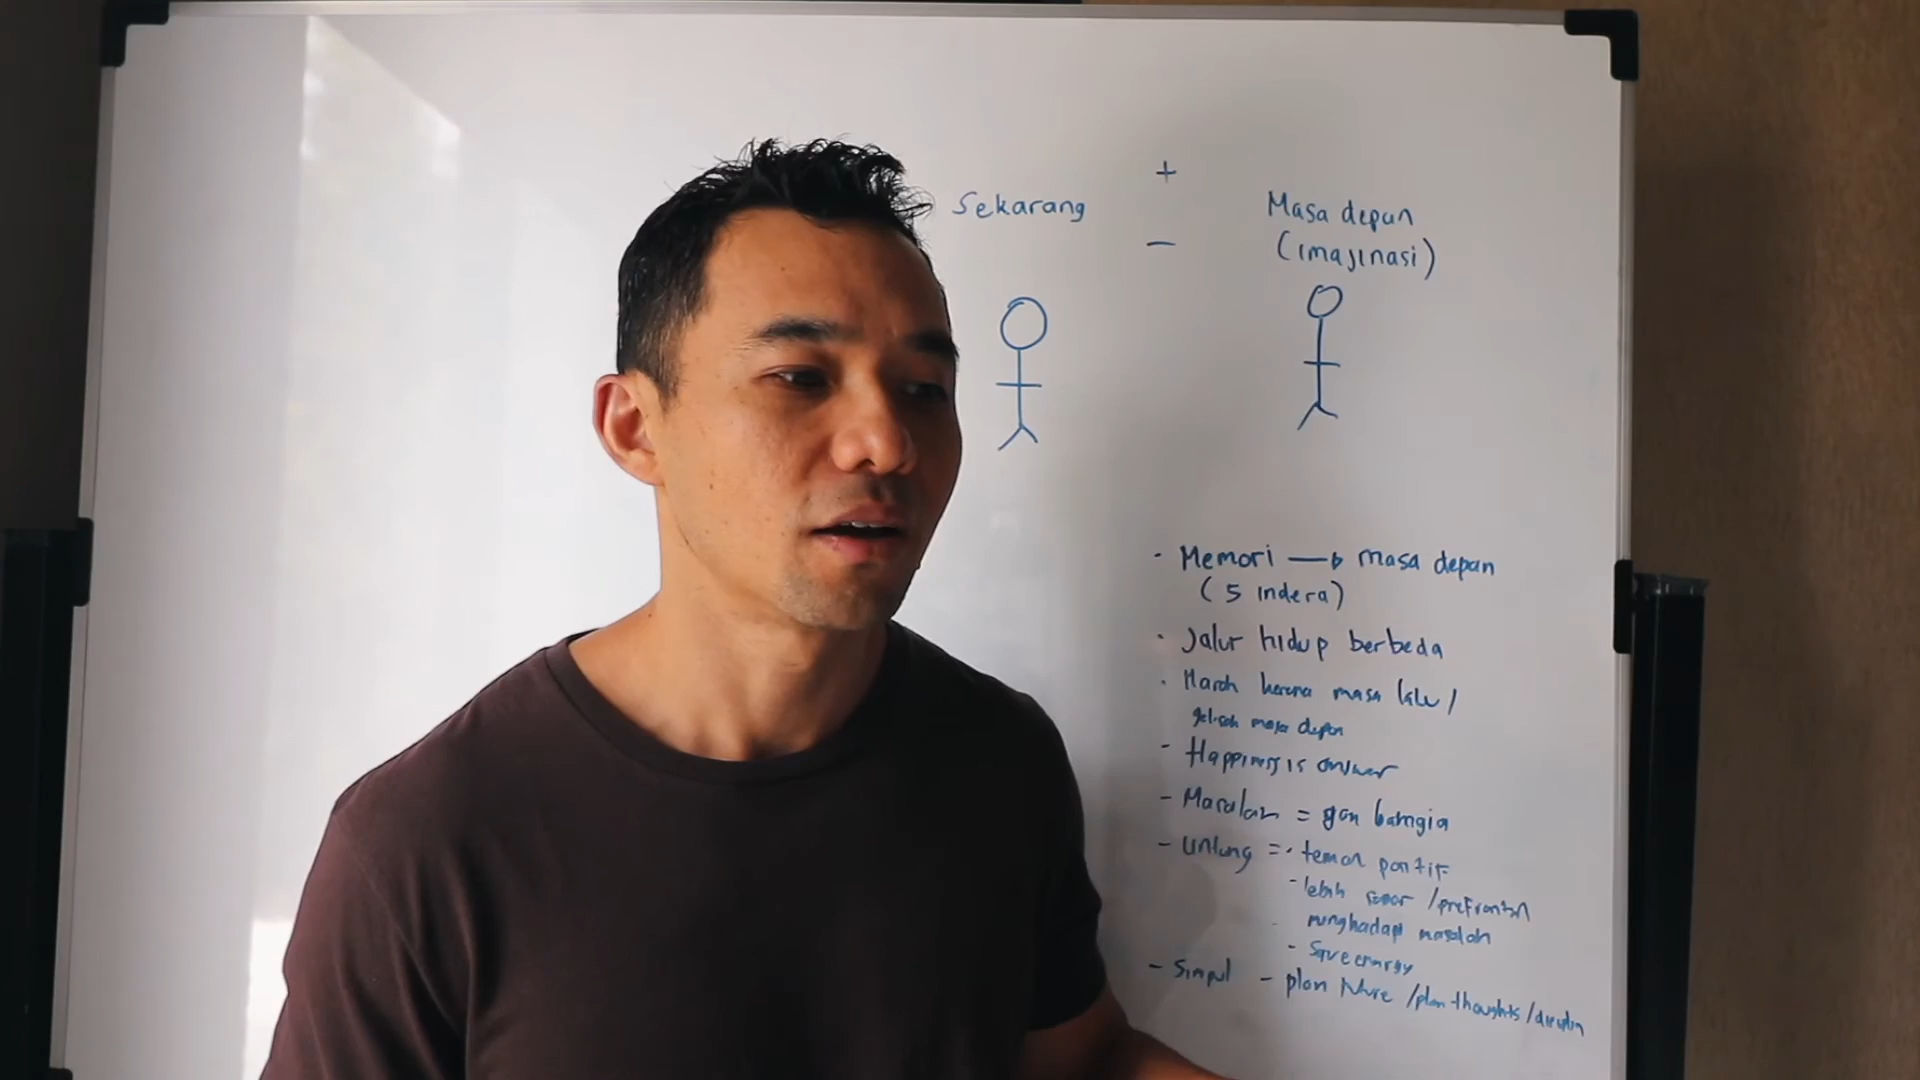 +
Sekarang
Masa depan
-
(imajinasi)
· Memori → masa depan
(5 indera)
· Jalur hidup berbeda
· Marah karena masa lalu /
gelisah masa depan
- Happiness is answer
- Masalah = gan bahagia
- Untung = · teman positif
- lebih sabar / prefrontal
menghadapi masalah
- Save energy
- Simpul - plan future / plan thoughts /